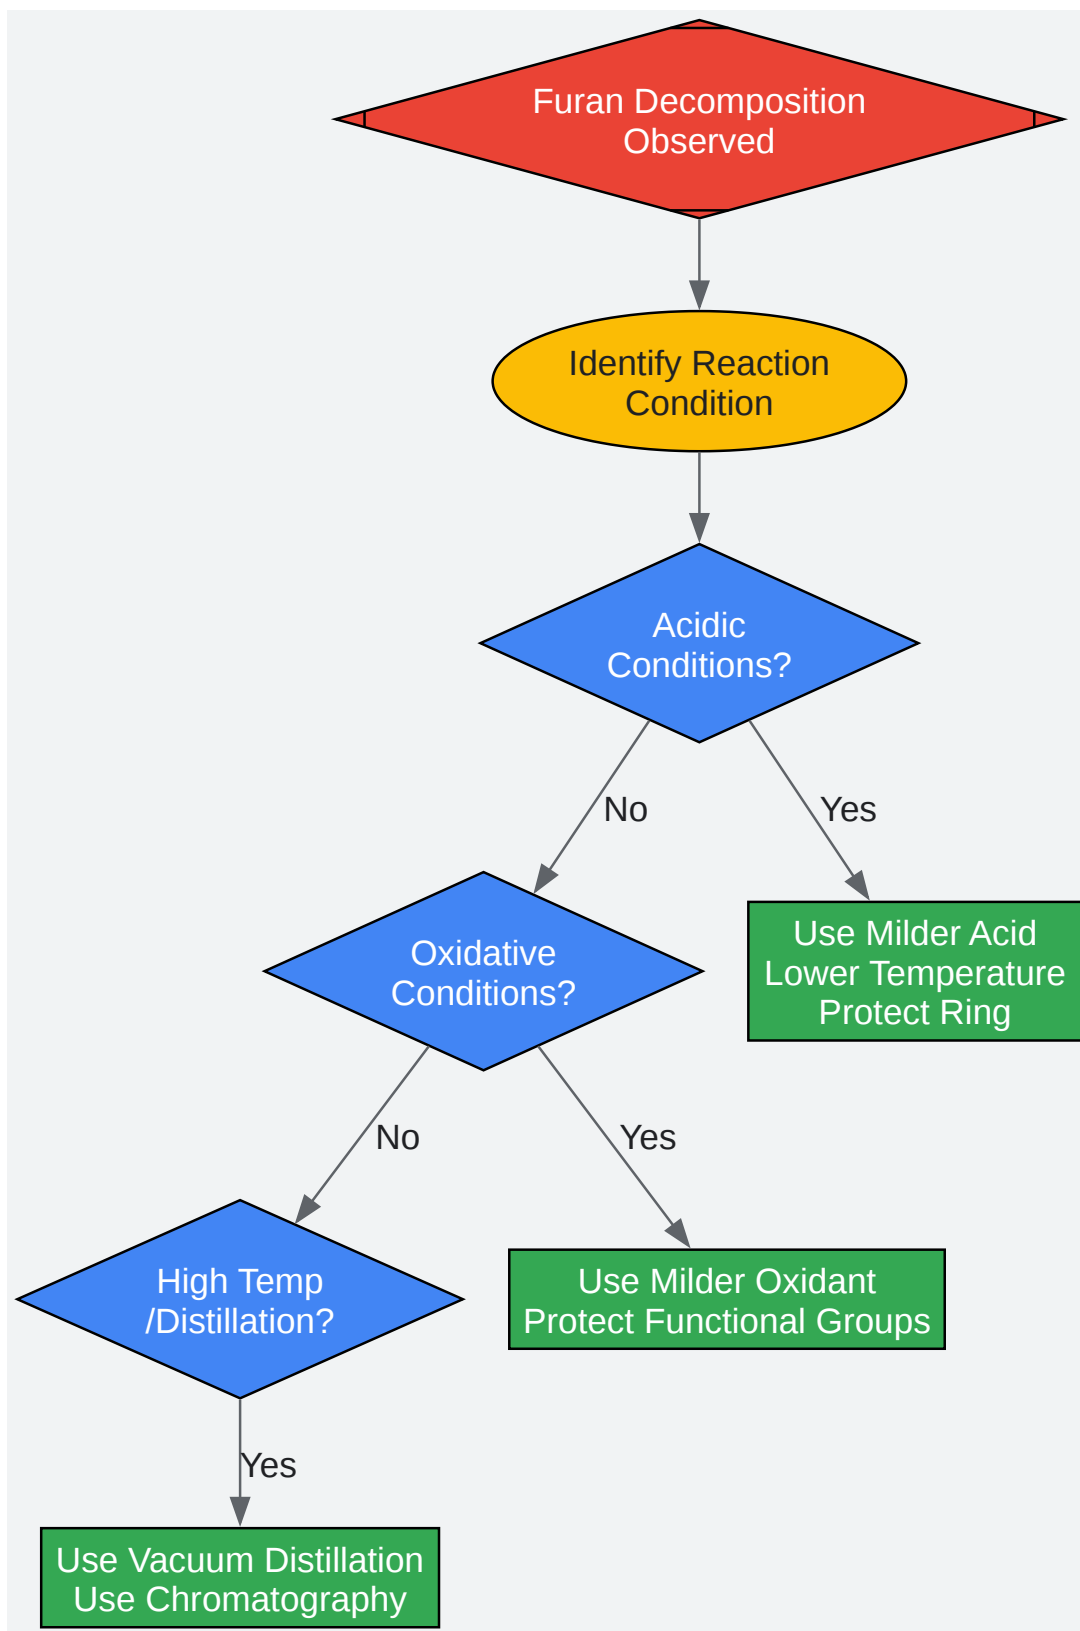 Furan Decomposition
Observed
Identify Reaction
Condition
Acidic
Conditions?
No
Yes
Use Milder Acid
Lower Temperature
Protect Ring
Oxidative
Conditions?
No
Yes
Use Milder Oxidant
Protect Functional Groups
High Temp
/Distillation?
Yes
Use Vacuum Distillation
Use Chromatography